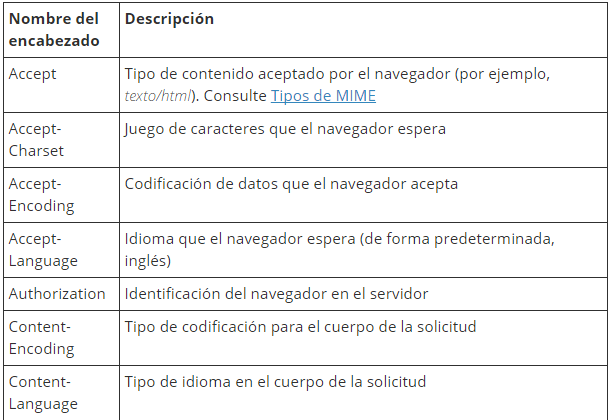 Nombre del encabezado	Descripción
Accept	Tipo de contenido aceptado por el navegador (por ejemplo,
texto/html). Consulte Tipos de MIME
Accept-Charset	Juego de caracteres que el navegador espera
Accept-Encoding	Codificación de datos que el navegador acepta
Accept-Language	Idioma que el navegador espera (de forma predeterminada,
inglés)
Authorization	Identificación del navegador en el servidor
Content-Encoding	Tipo de codificación para el cuerpo de la solicitud
Content-Language	Tipo de idioma en el cuerpo de la solicitud